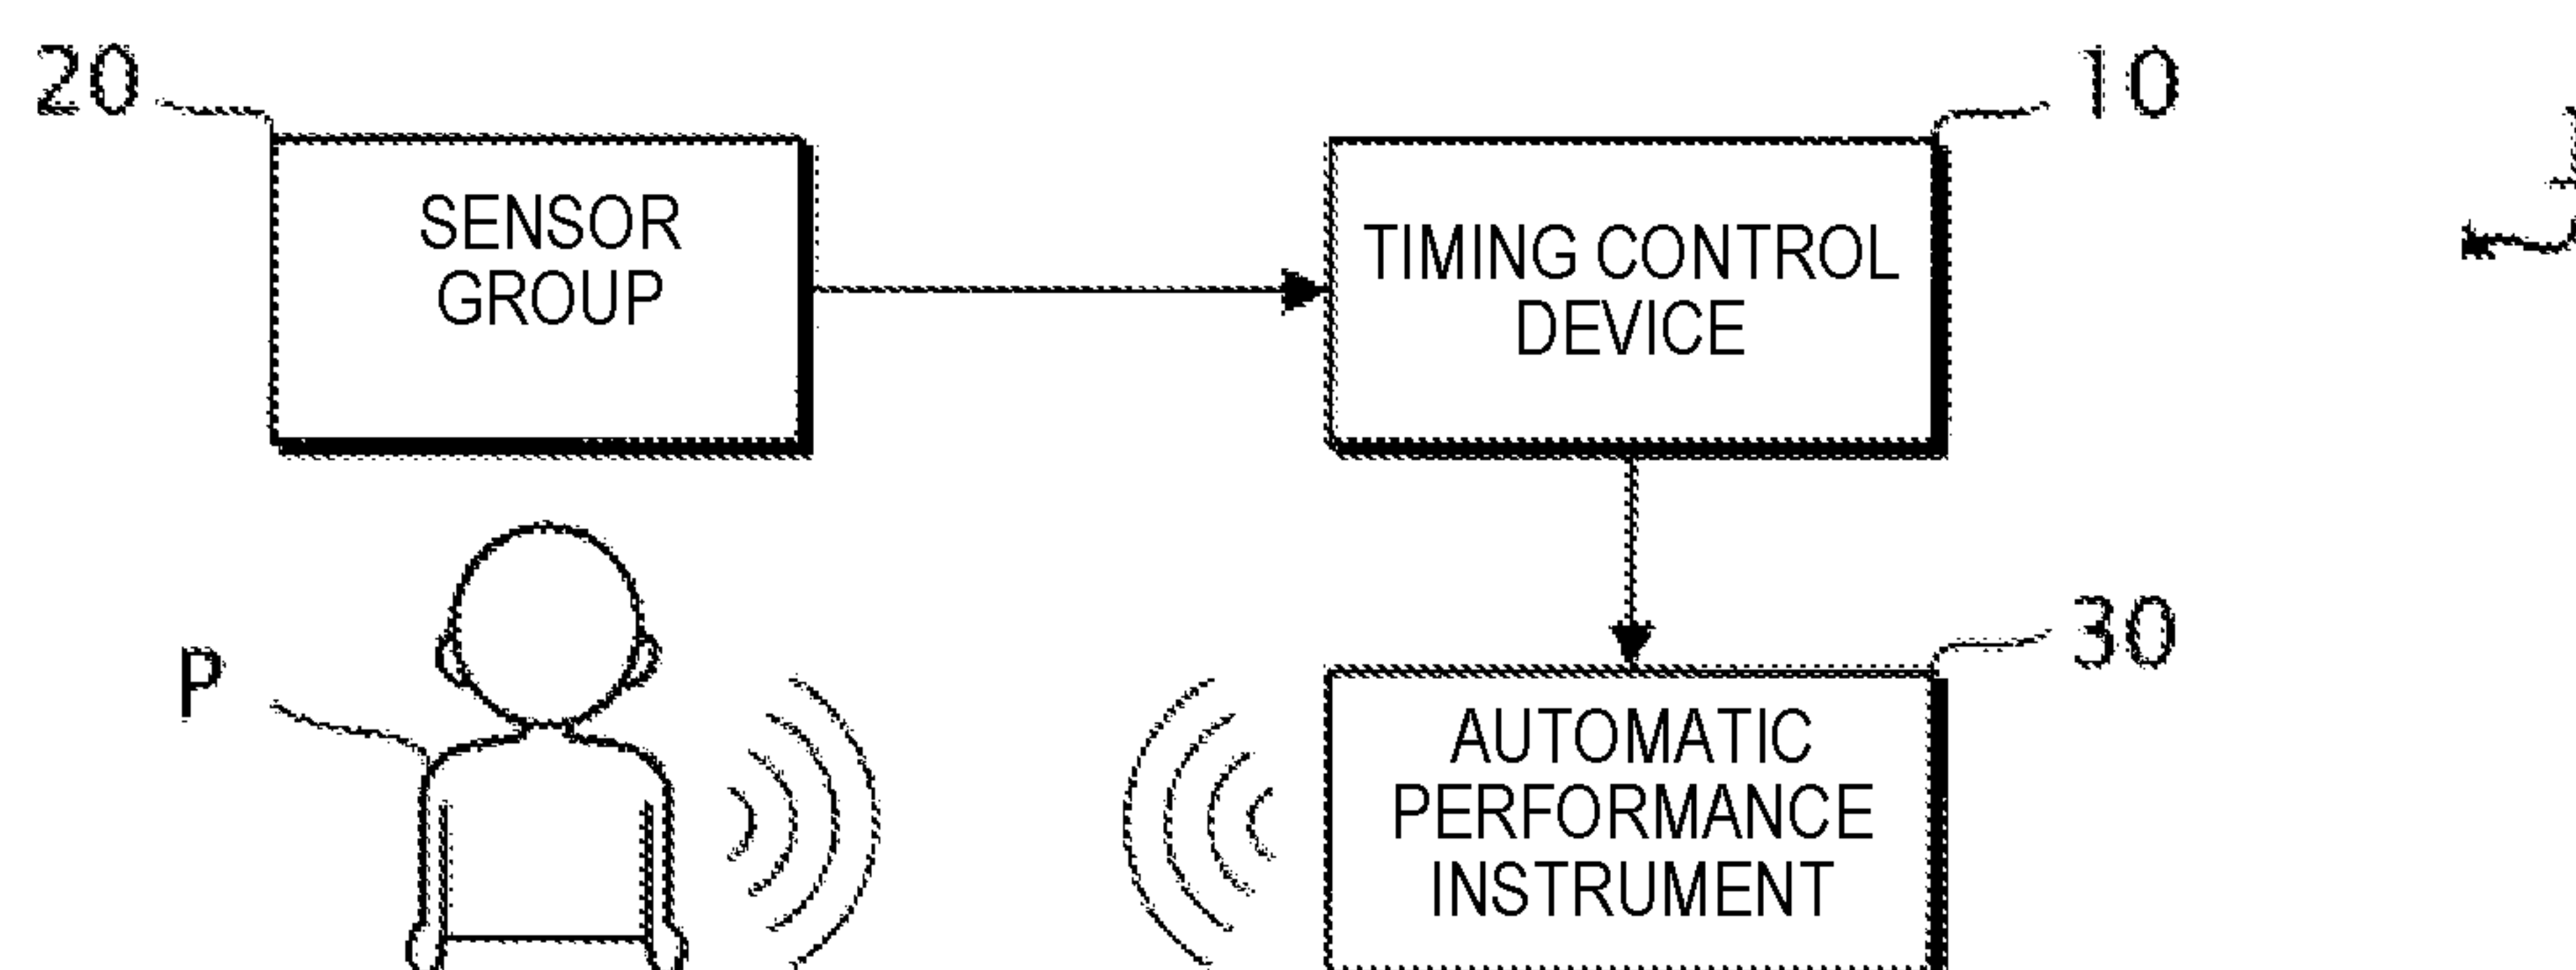 20
10
SENSOR
GROUP
TIMING CONTROL
DEVICE
P
30
AUTOMATIC
PERFORMANCE
INSTRUMENT